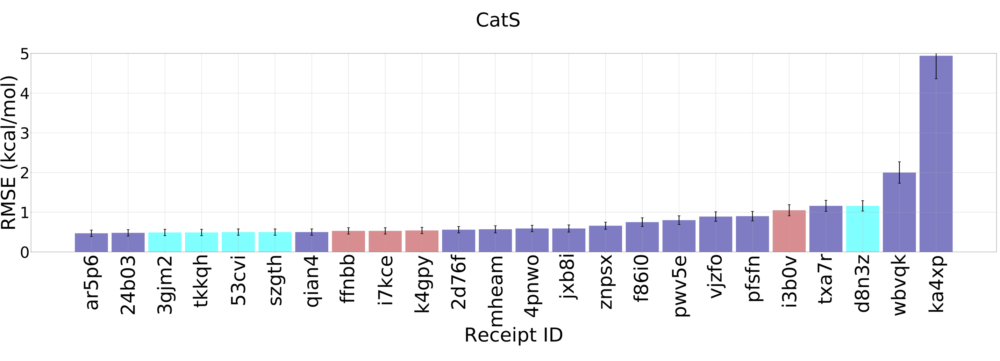 CatS
RMSE (kcal/mol)
5
4
3
2
1
0
ar5p6
24b03
3gjm2
tkkqh
53cvi
szgth
qian4
ffnbb
i7kce
k4gpy
2d76f
mheam
4pnwo
jxb8i
znpsx
f86i0
pwv5e
vjzfo
pfsfn
i3b0v
txa7r
d8n3z
wbvqk
ka4xp
Receipt ID